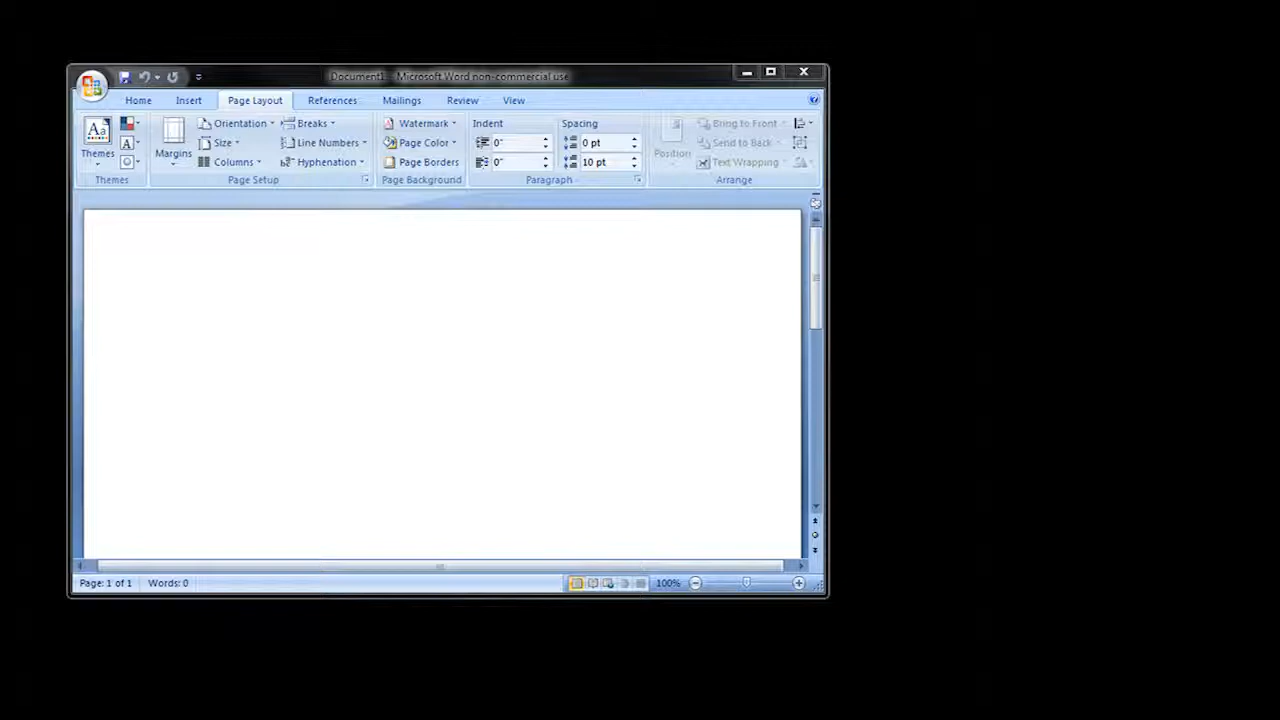 Document1 - Microsoft Word non-commercial use
Home Insert Page Layout References Mailings Review View
Aa Themes Margins Orientation Breaks Watermark Indent Spacing Position Bring to Front
A Size Line Numbers Page Color 0" 0 pt Send to Back
Columns Hyphenation Page Borders 0" 10 pt Text Wrapping
Themes Page Setup Page Background Paragraph Arrange
Page: 1 of 1 Words: 0 100%